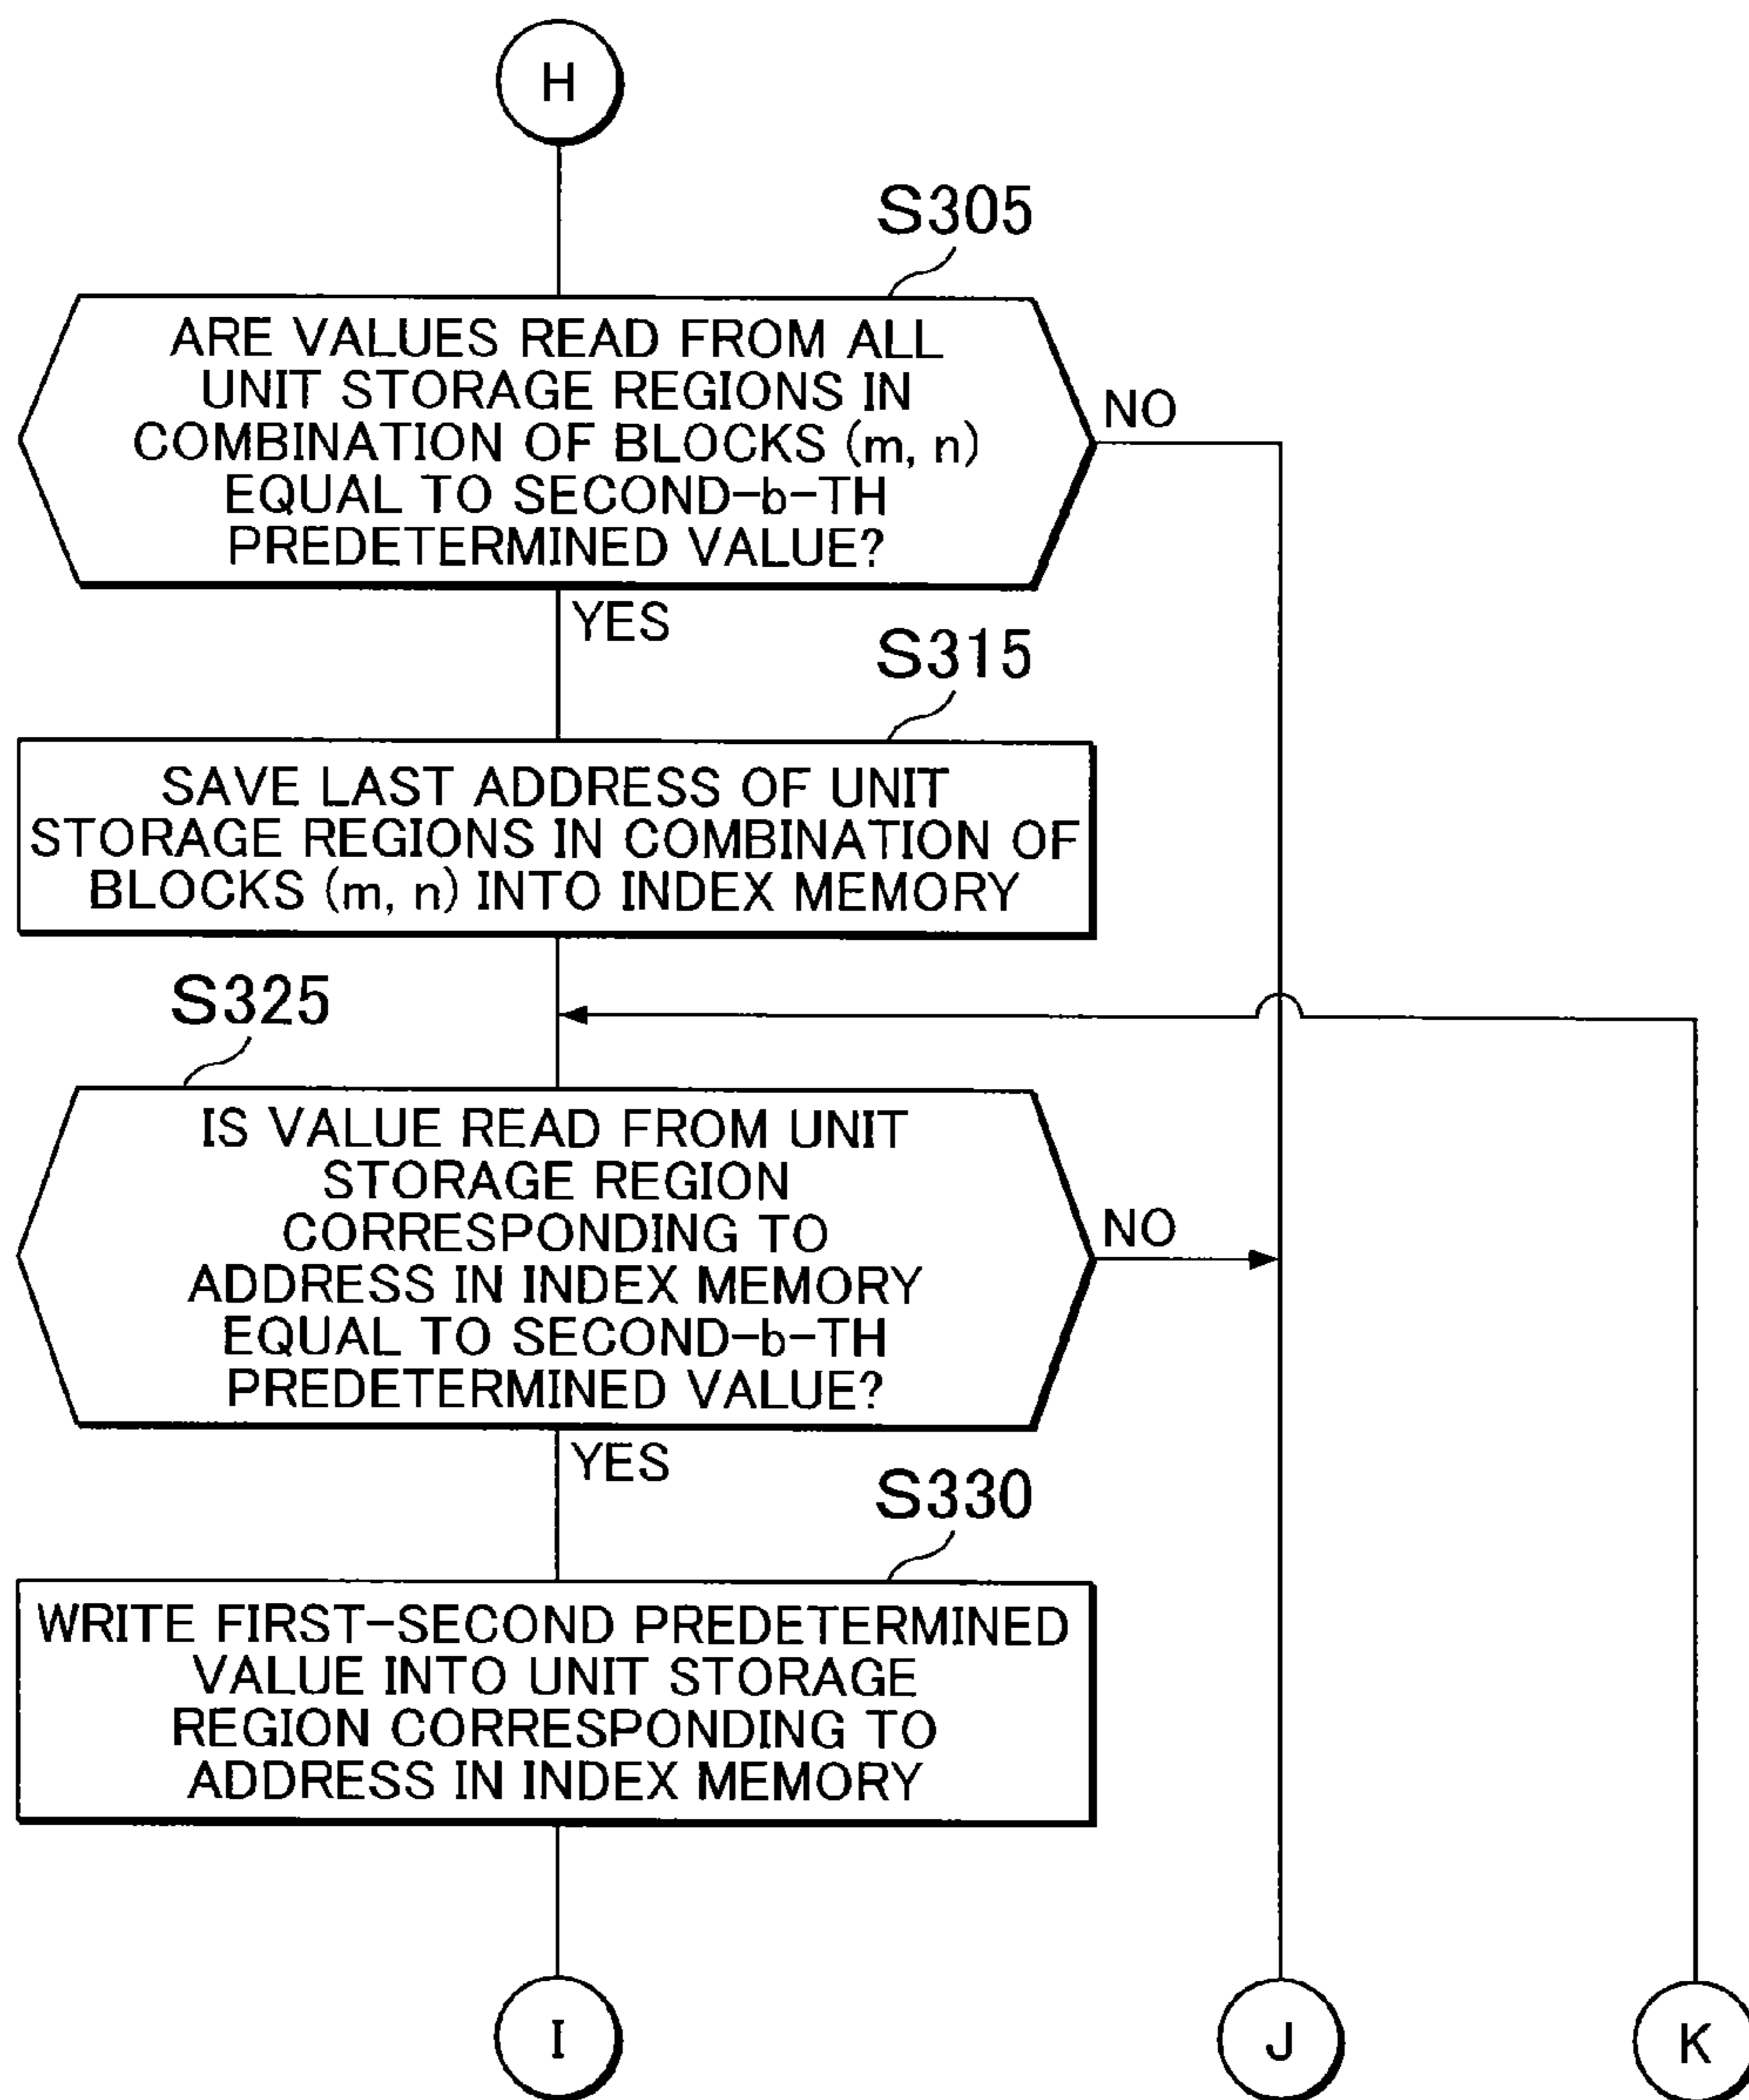 H
S305
ARE VALUES READ FROM ALL
UNIT STORAGE REGIONS IN
COMBINATION OF BLOCKS (m, n)
EQUAL TO SECOND-b-TH
PREDETERMINED VALUE?
NO
YES
S315
SAVE LAST ADDRESS OF UNIT
STORAGE REGIONS IN COMBINATION OF
BLOCKS (m, n) INTO INDEX MEMORY
S325
IS VALUE READ FROM UNIT
STORAGE REGION
CORRESPONDING TO
ADDRESS IN INDEX MEMORY
EQUAL TO SECOND-b-TH
PREDETERMINED VALUE?
NO
YES
S330
WRITE FIRST-SECOND PREDETERMINED
VALUE INTO UNIT STORAGE
REGION CORRESPONDING TO
ADDRESS IN INDEX MEMORY
I
J
K